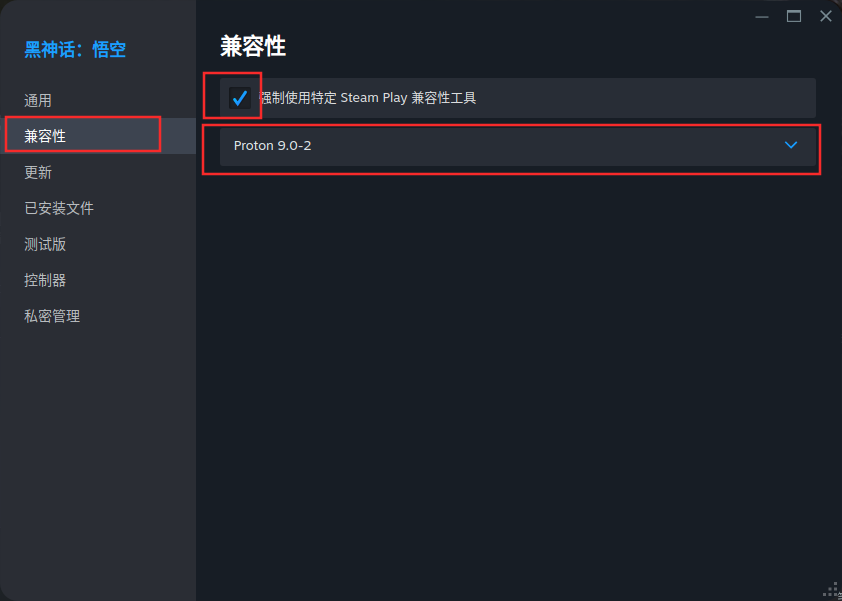 黑神话：悟空
通用
兼容性
更新
已安装文件
测试版
控制器
私密管理
兼容性
强制使用特定 Steam Play 兼容性工具
Proton 9.0-2